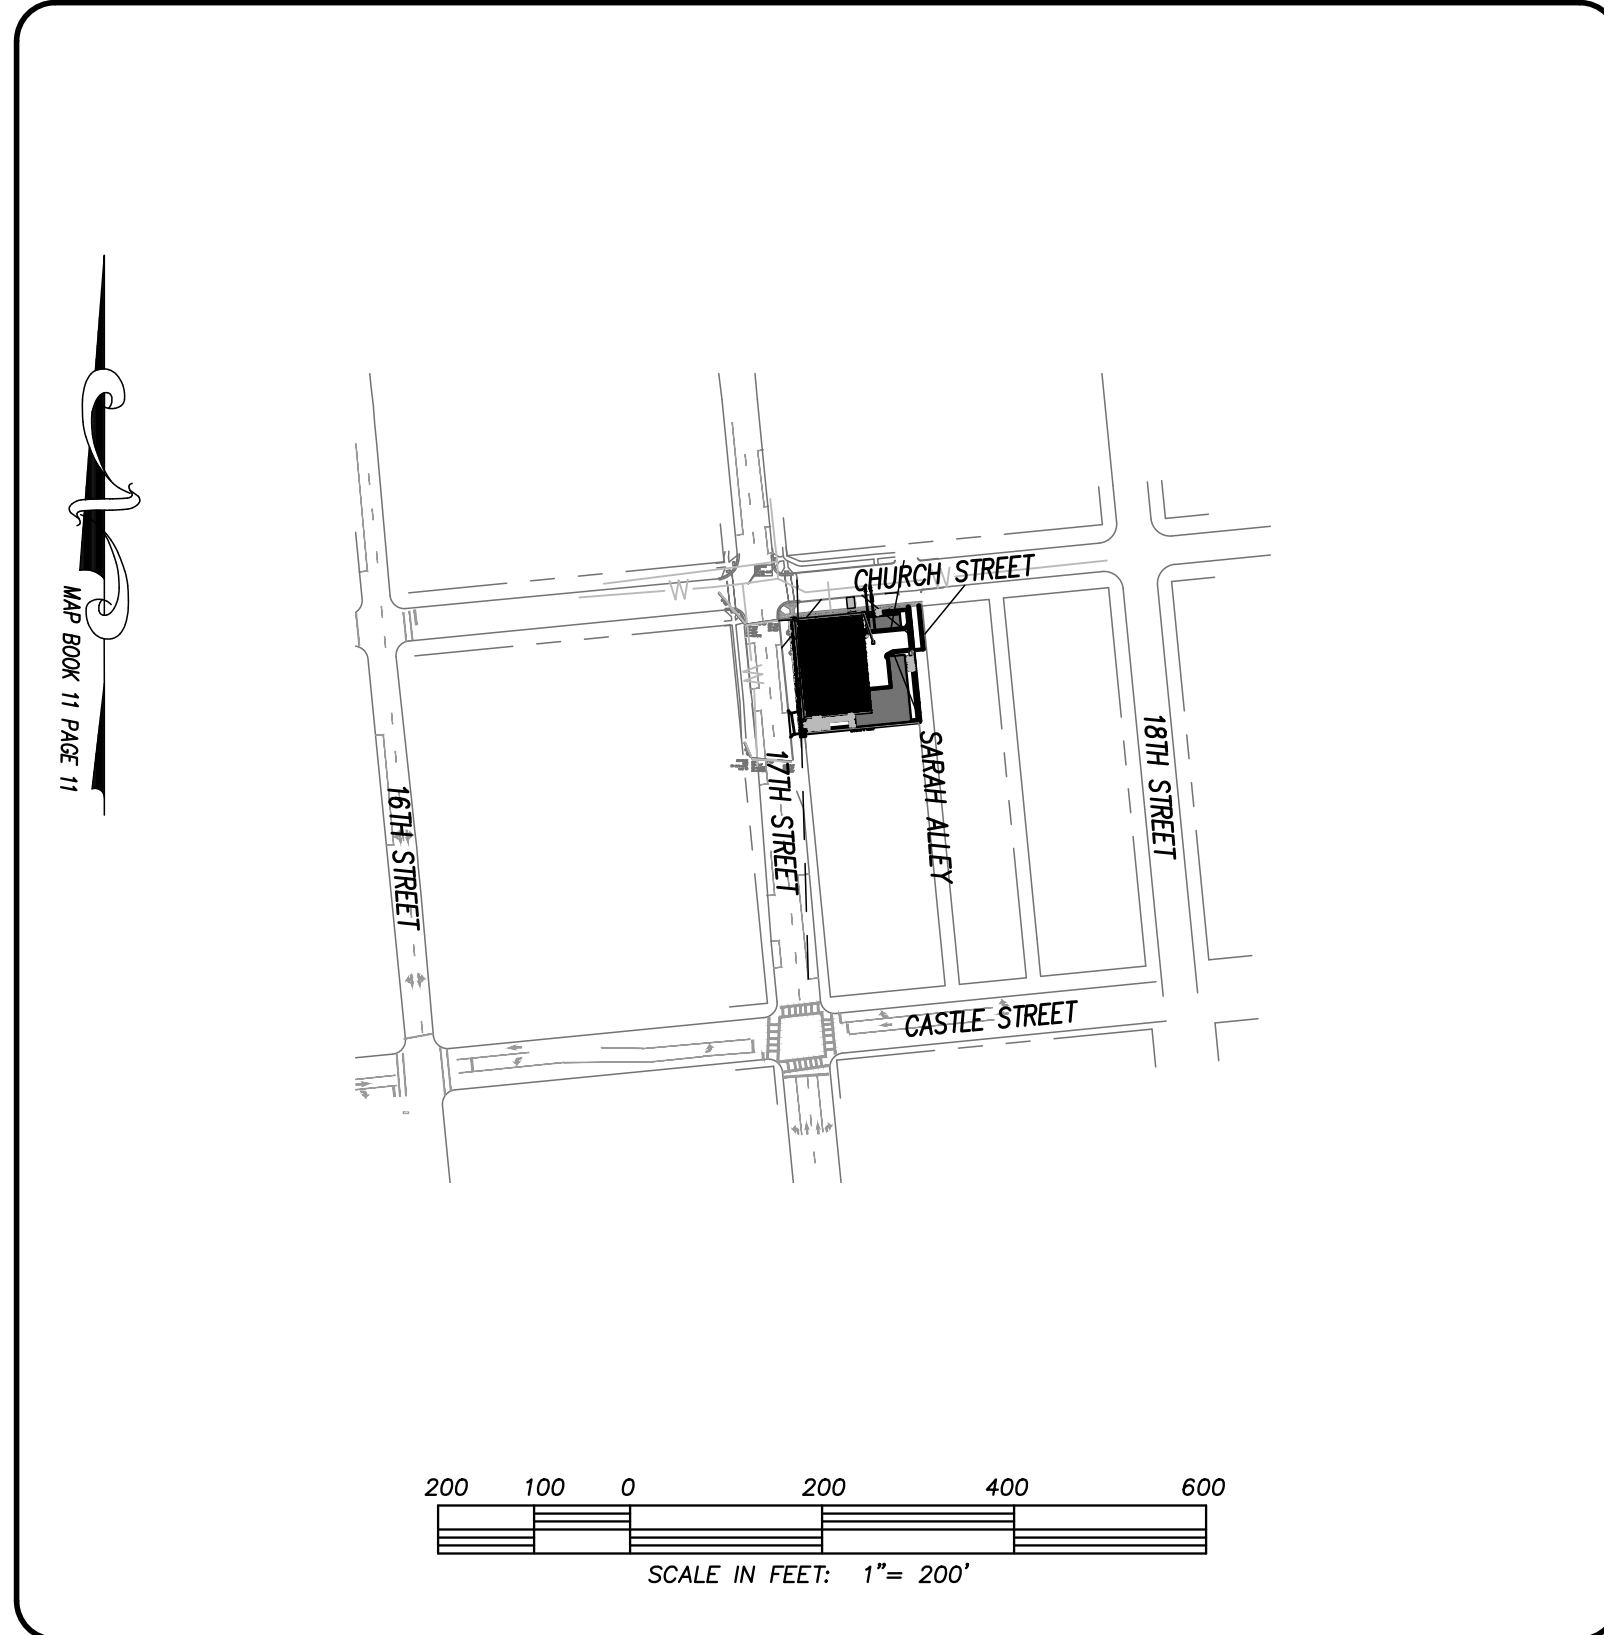 MAP BOOK 11 PAGE 11
CHURCH STREET
W
W
W
16TH STREET
17TH STREET
SARAH ALLEY
18TH STREET
CASTLE STREET
200 100 0 200 400 600
SCALE IN FEET: 1"= 200'